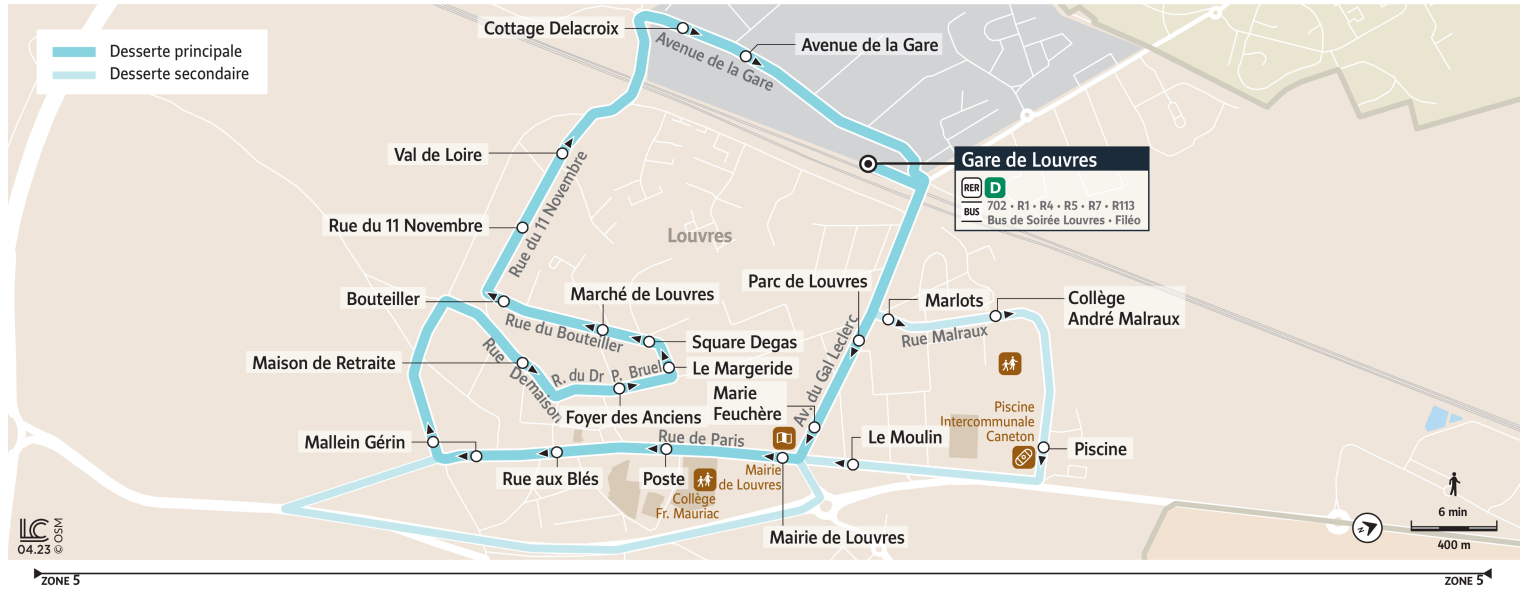 Desserte principale
Desserte secondaire
Cottage Delacroix
Avenue de la Gare
Avenue de la Gare
Val de Loire
Rue du 11 Novembre
Rue du 11 Novembre
Gare de Louvres
RER D
BUS
702 • R1 • R4 • R5 • R7 • R113
Bus de Soirée Louvres • Filéo
Louvres
Bouteiller
Marché de Louvres
Parc de Louvres
Marlots
Collège
André Malraux
Rue du Bouteiller
Square Degas
Rue Malraux
Maison de Retraite
Rue Demaison
R. du Dr P. Bruel
Le Margeride
Av. du Gal Leclerc
Foyer des Anciens
Marie
Feuchère
Piscine
Intercommunale
Caneton
Mallein Gérin
Rue de Paris
Le Moulin
Piscine
Rue aux Blés
Poste
Mairie
de Louvres
Collège
Fr. Mauriac
Mairie de Louvres
LC
04.23 © OSM
N
6 min
400 m
ZONE 5
ZONE 5